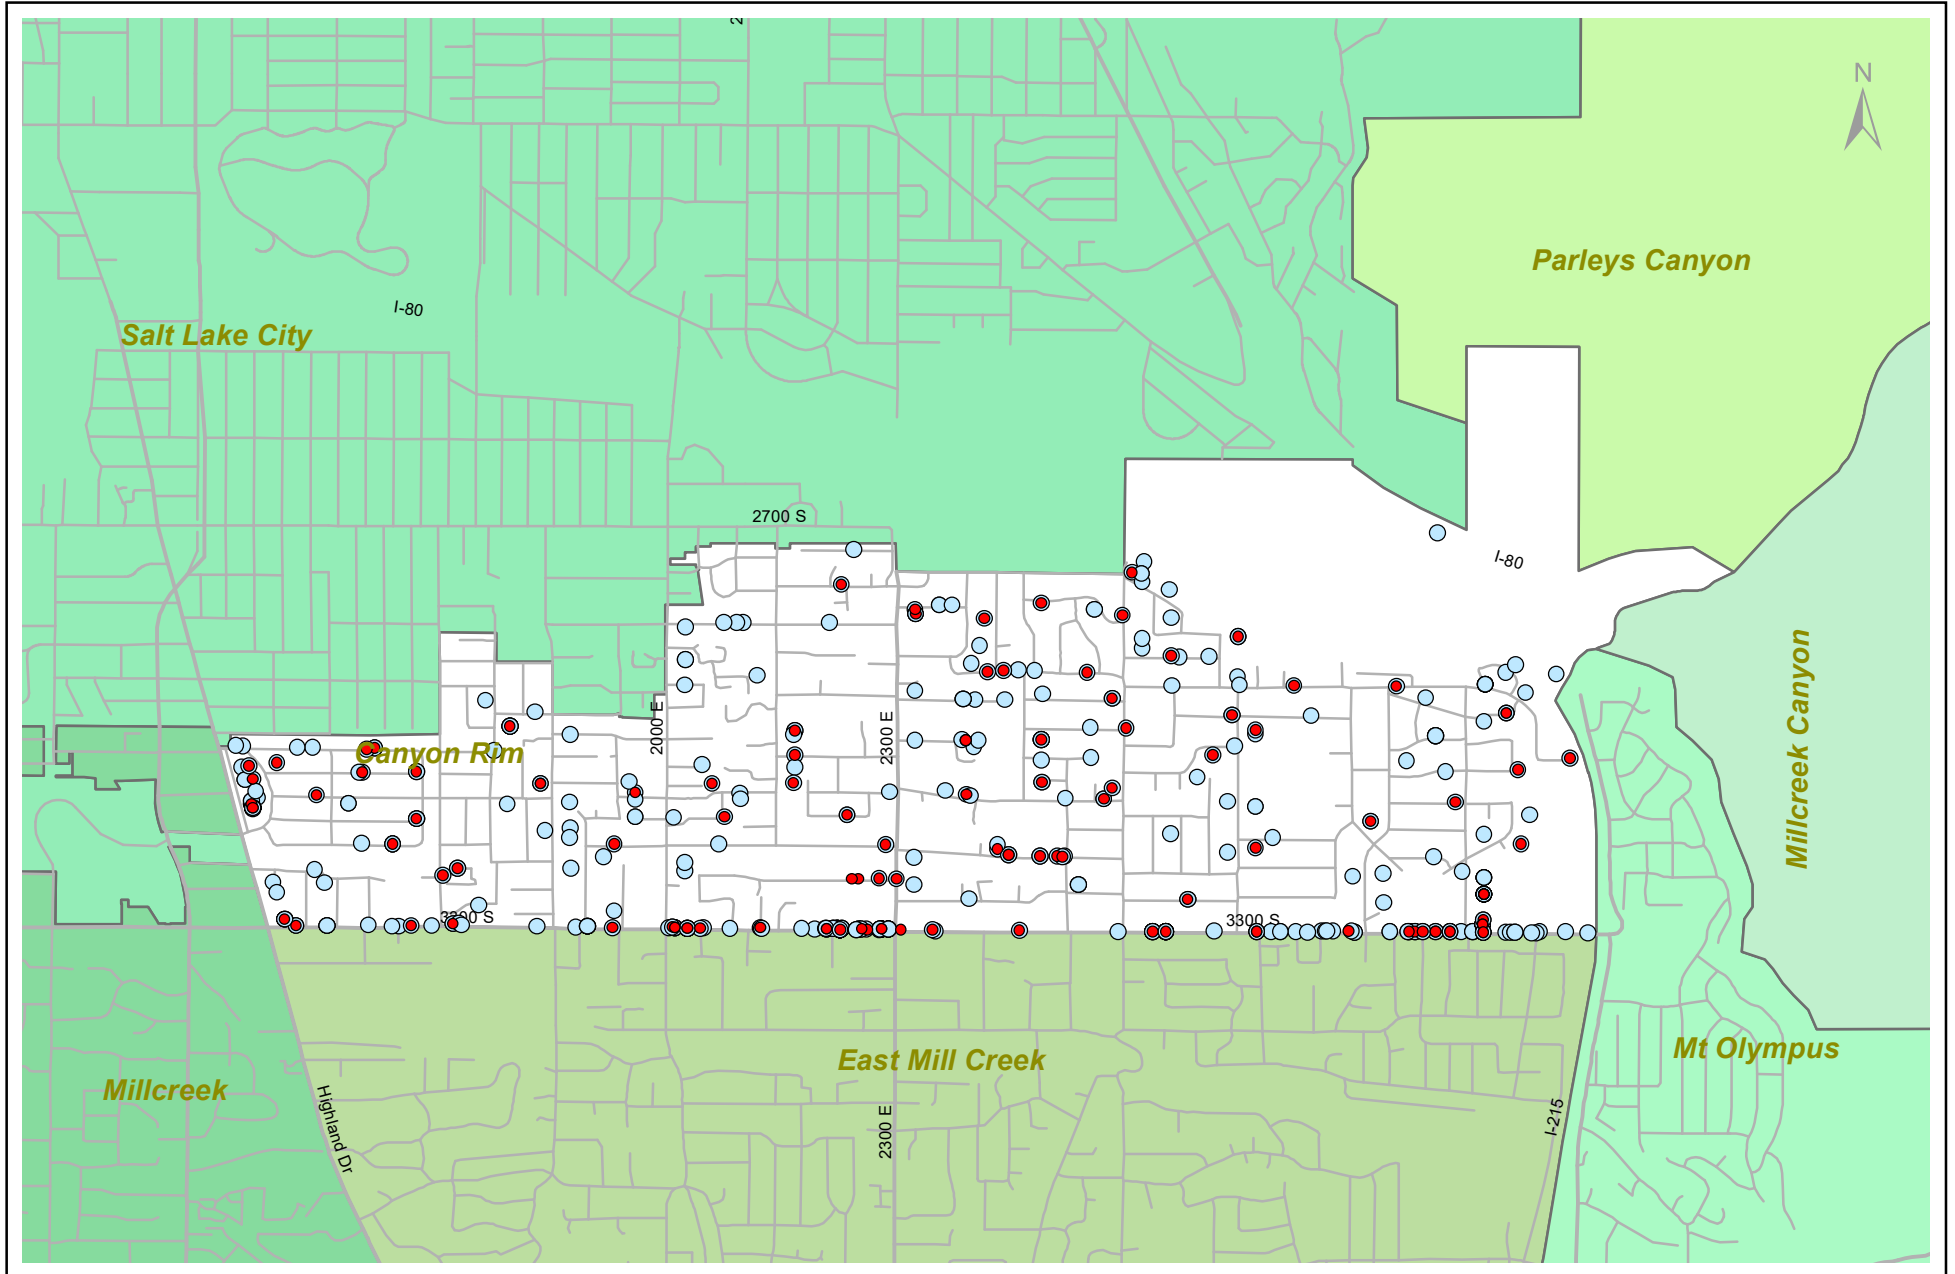 N
Parleys Canyon
I-80
Salt Lake City
2700 S
I-80
2000 E
2300 E
Canyon Rim
Millcreek Canyon
3300 S
3300 S
East Mill Creek
Mt Olympus
Millcreek
Highland Dr
2300 E
I-215